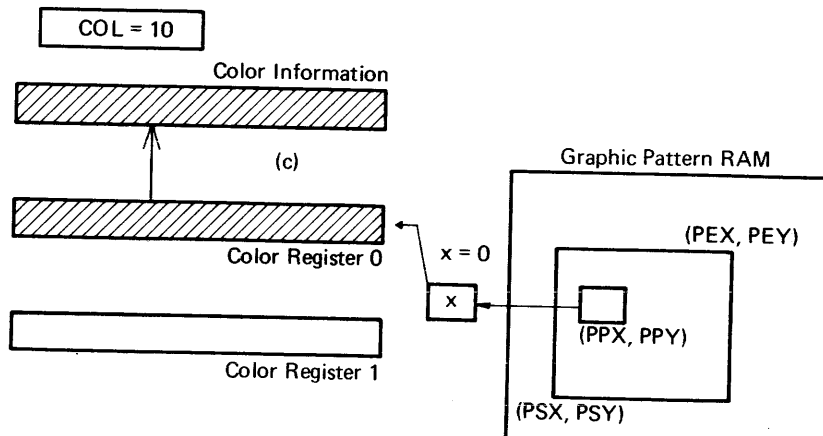 COL = 10
Color Information
(c)
Graphic Pattern RAM
Color Register 0
x = 0
(PEX, PEY)
x
(PPX, PPY)
Color Register 1
(PSX, PSY)